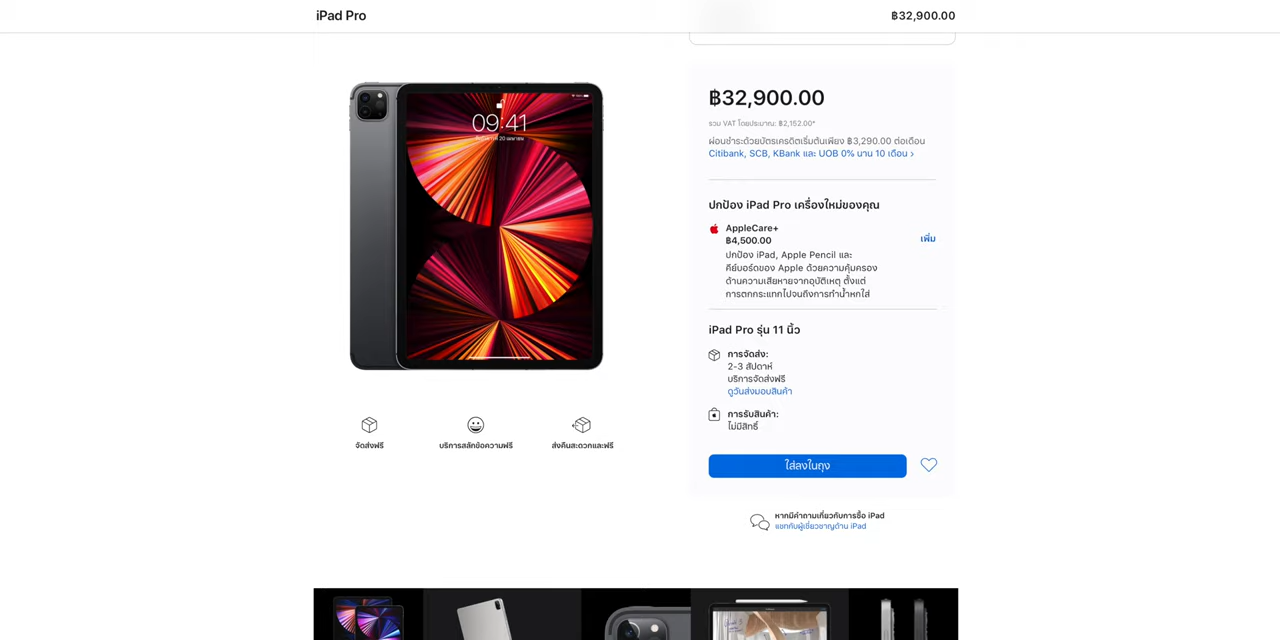 iPad Pro
฿32,900.00
09:41
฿32,900.00
รวม VAT โดยประมาณ: ฿2,152.00*
ผ่อนชำระด้วยบัตรเครดิตเริ่มต้นเพียง ฿3,290.00 ต่อเดือน
Citibank, SCB, KBank และ UOB 0% นาน 10 เดือน ›
ปกป้อง iPad Pro เครื่องใหม่ของคุณ
AppleCare+
฿4,500.00
เพิ่ม
ปกป้อง iPad, Apple Pencil และ
คีย์บอร์ดของ Apple ด้วยความคุ้มครอง
ด้านความเสียหายจากอุบัติเหตุ ตั้งแต่
การตกกระแทกไปจนถึงการทำน้ำหกใส่
iPad Pro รุ่น 11 นิ้ว
การจัดส่ง:
2-3 สัปดาห์
บริการจัดส่งฟรี
ดูวันส่งมอบสินค้า
การรับสินค้า:
ไม่มีสิทธิ์
จัดส่งฟรี
บริการสลักข้อความฟรี
ส่งคืนสะดวกและฟรี
ใส่ลงในถุง
หากมีคำถามเกี่ยวกับการซื้อ iPad
แชทกับผู้เชี่ยวชาญด้าน iPad